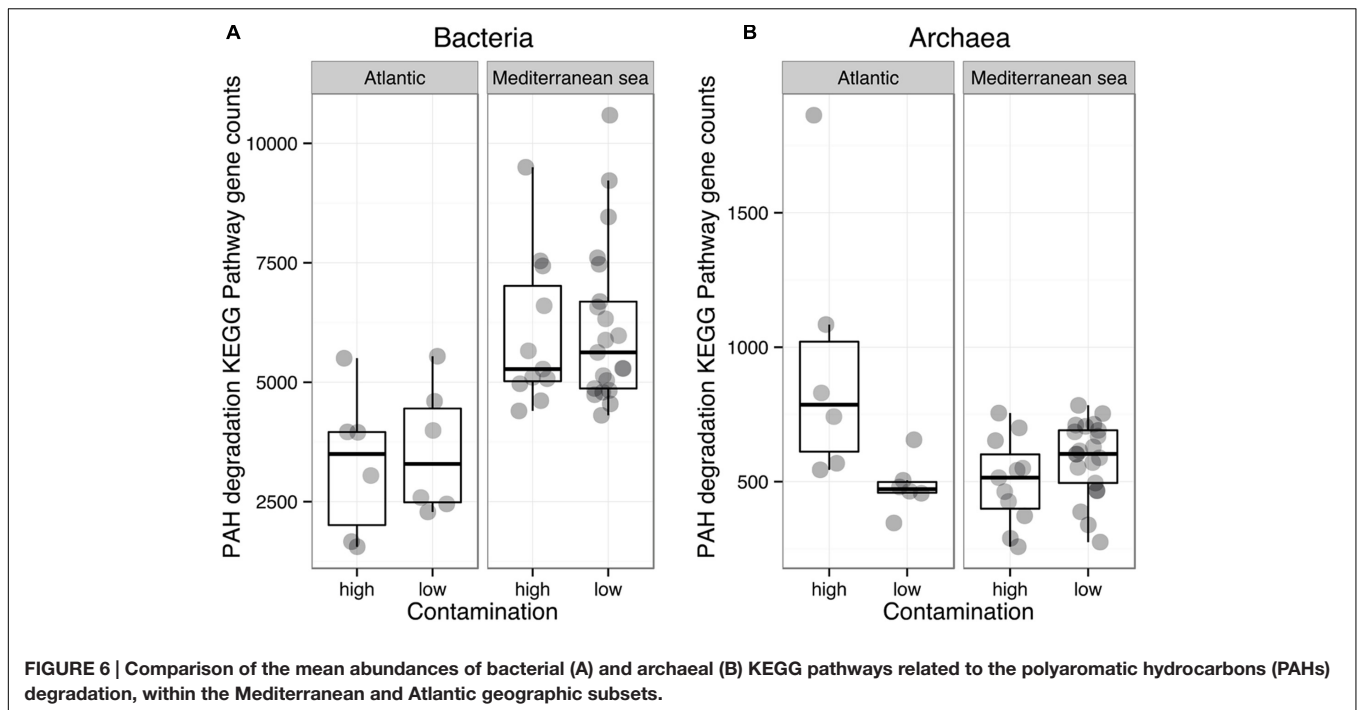 A
Bacteria
B
Archaea
Atlantic
Mediterranean sea
Atlantic
Mediterranean sea
PAH degradation KEGG Pathway gene counts
10000
7500
5000
2500
high
low
high
low
Contamination
PAH degradation KEGG Pathway gene counts
1500
1000
500
high
low
high
low
Contamination
FIGURE 6 | Comparison of the mean abundances of bacterial (A) and archaeal (B) KEGG pathways related to the polyaromatic hydrocarbons (PAHs)
degradation, within the Mediterranean and Atlantic geographic subsets.